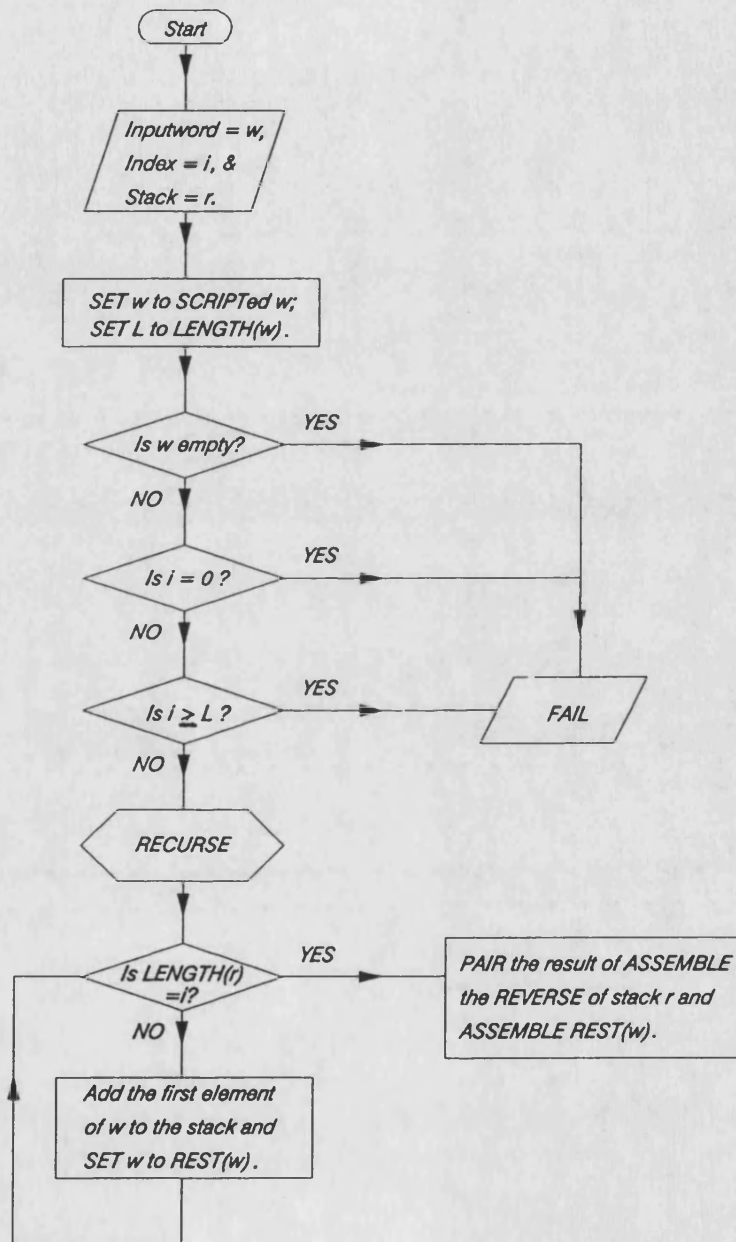 Start
Inputword = w,
Index = i, &
Stack = r.
SET w to SCRIPTed w;
SET L to LENGTH(w).
Is w empty?
YES
NO
Is i = 0 ?
YES
NO
Is i ≥ L ?
YES
FAIL
NO
RECURSE
Is LENGTH(r)
=i?
YES
PAIR the result of ASSEMBLE
the REVERSE of stack r and
ASSEMBLE REST(w).
NO
Add the first element
of w to the stack and
SET w to REST(w).